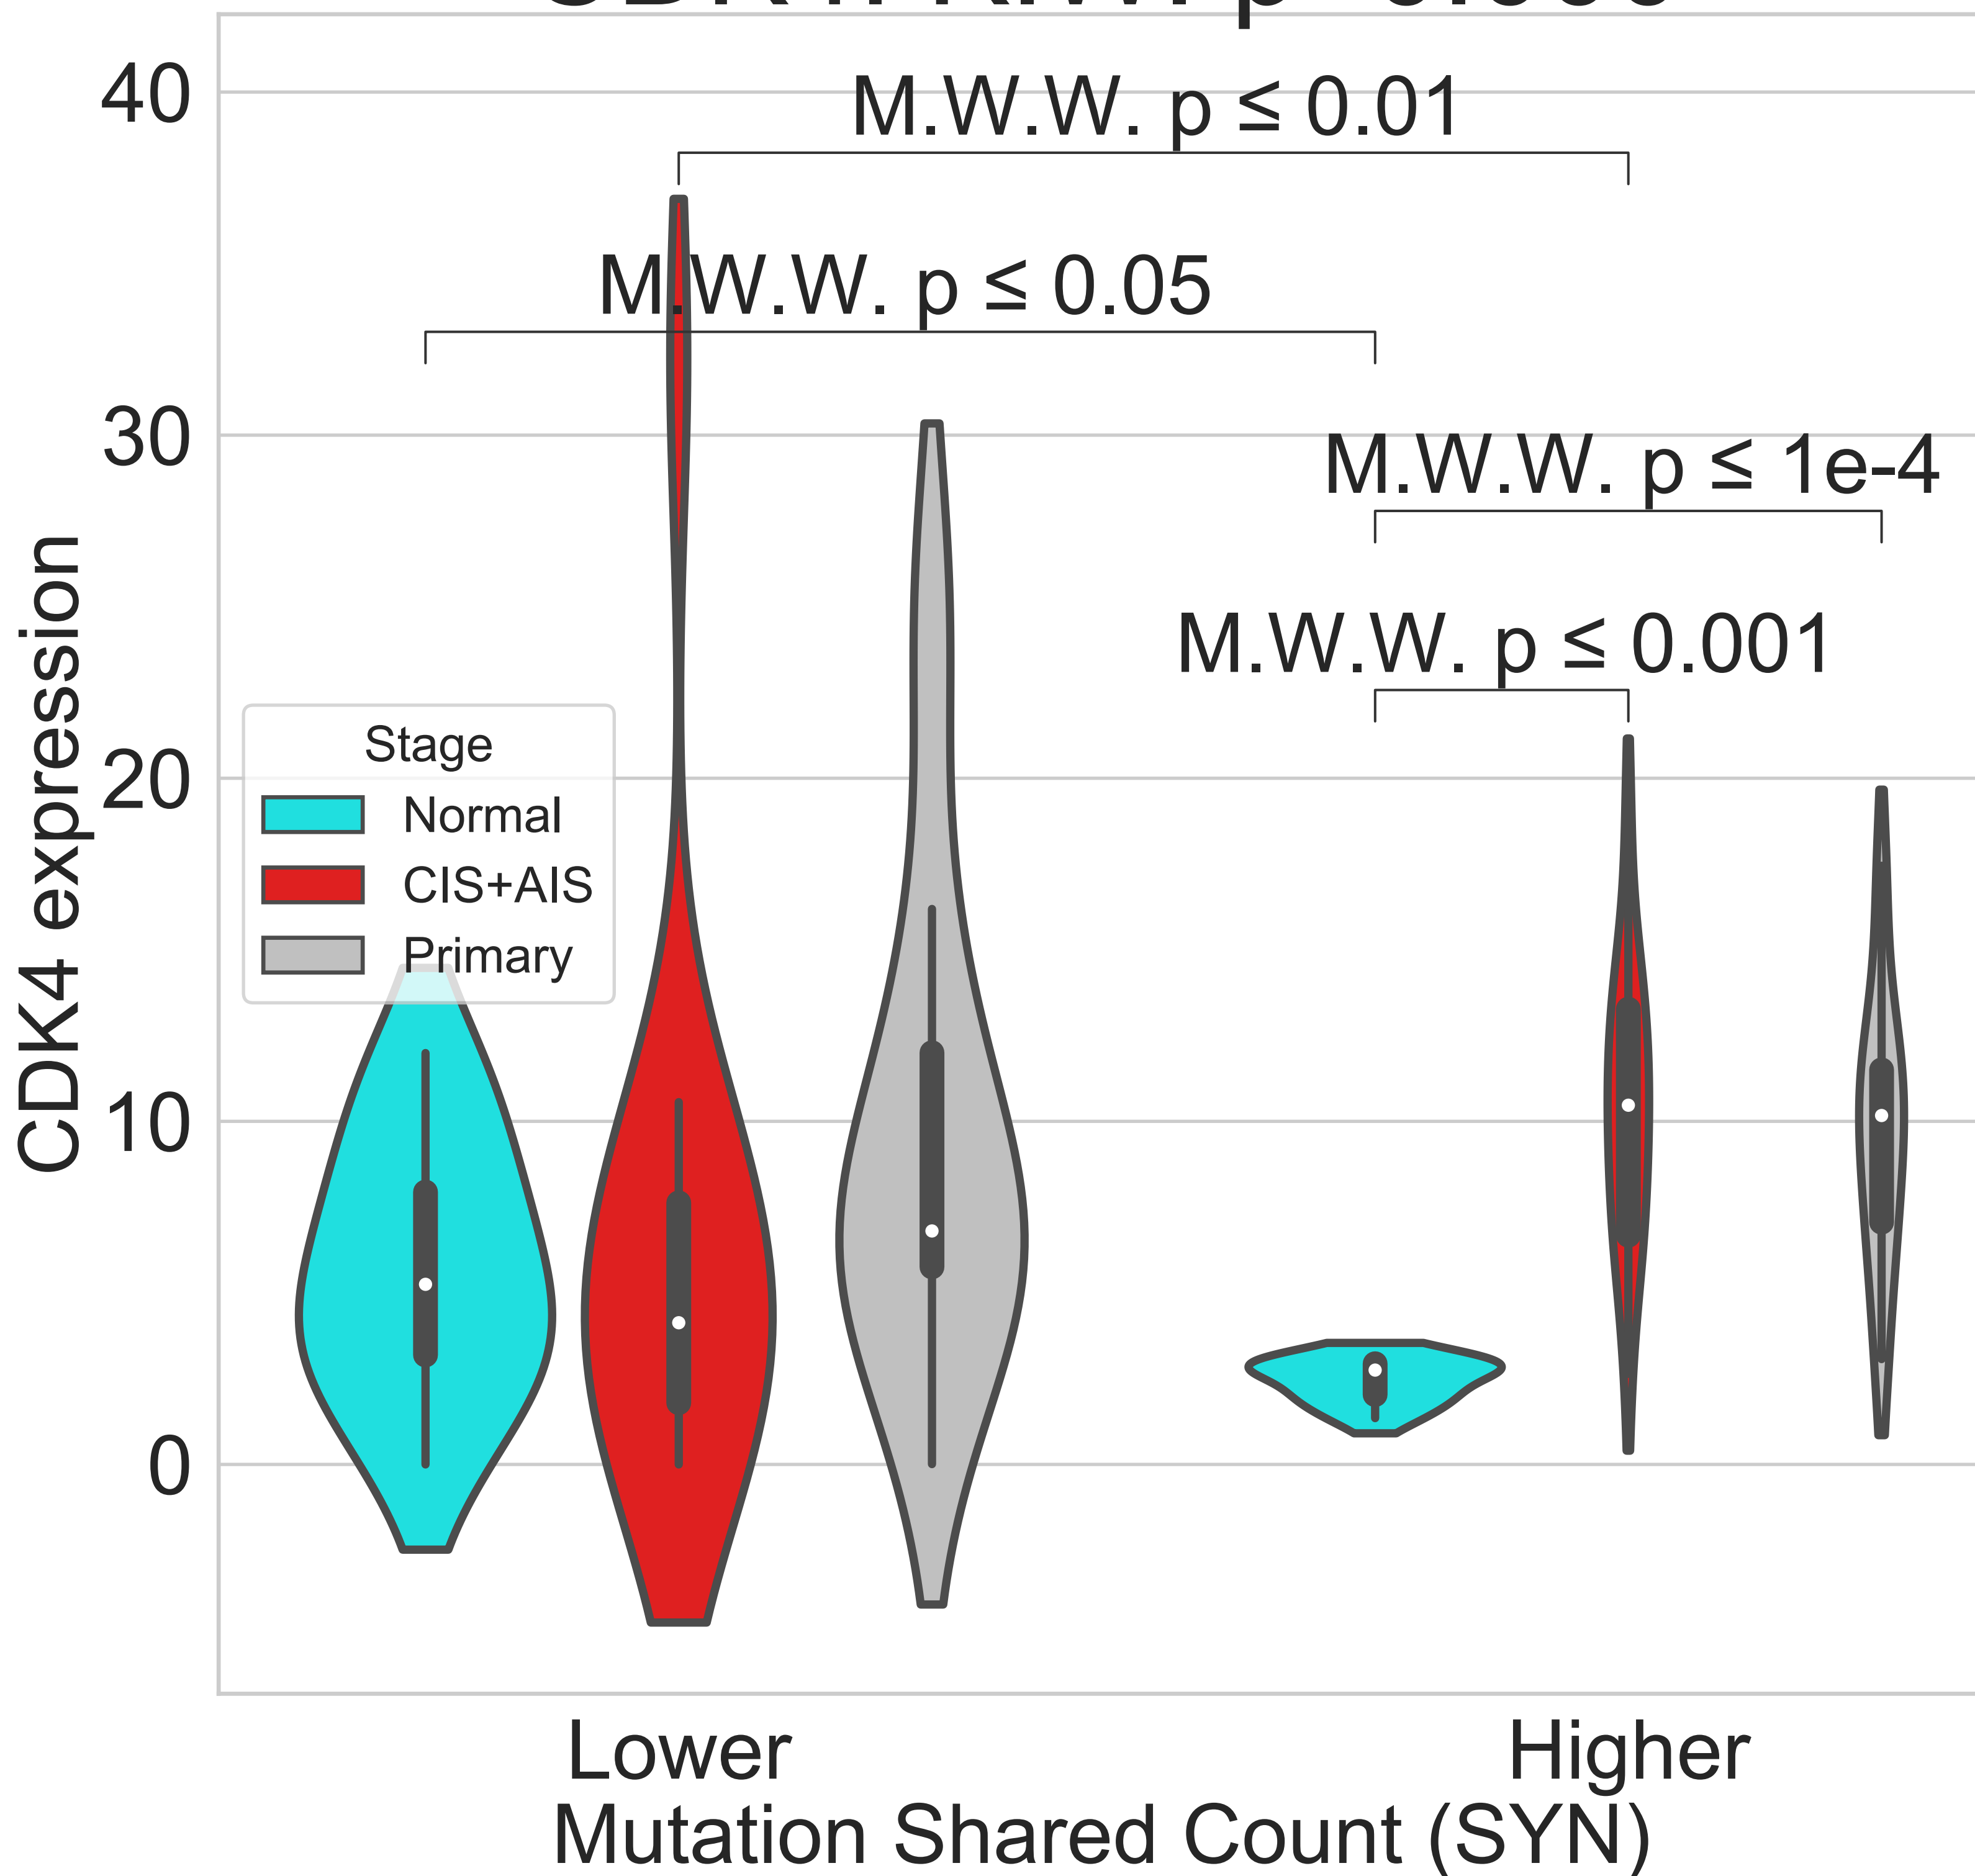 M.W.W. p ≤ 0.01
M.W.W. p ≤ 0.05
M.W.W. p ≤ 1e-4
M.W.W. p ≤ 0.001
40
30
20
10
0
CDK4 expression
Stage
Normal
CIS+AIS
Primary
Lower
Higher
Mutation Shared Count (SYN)